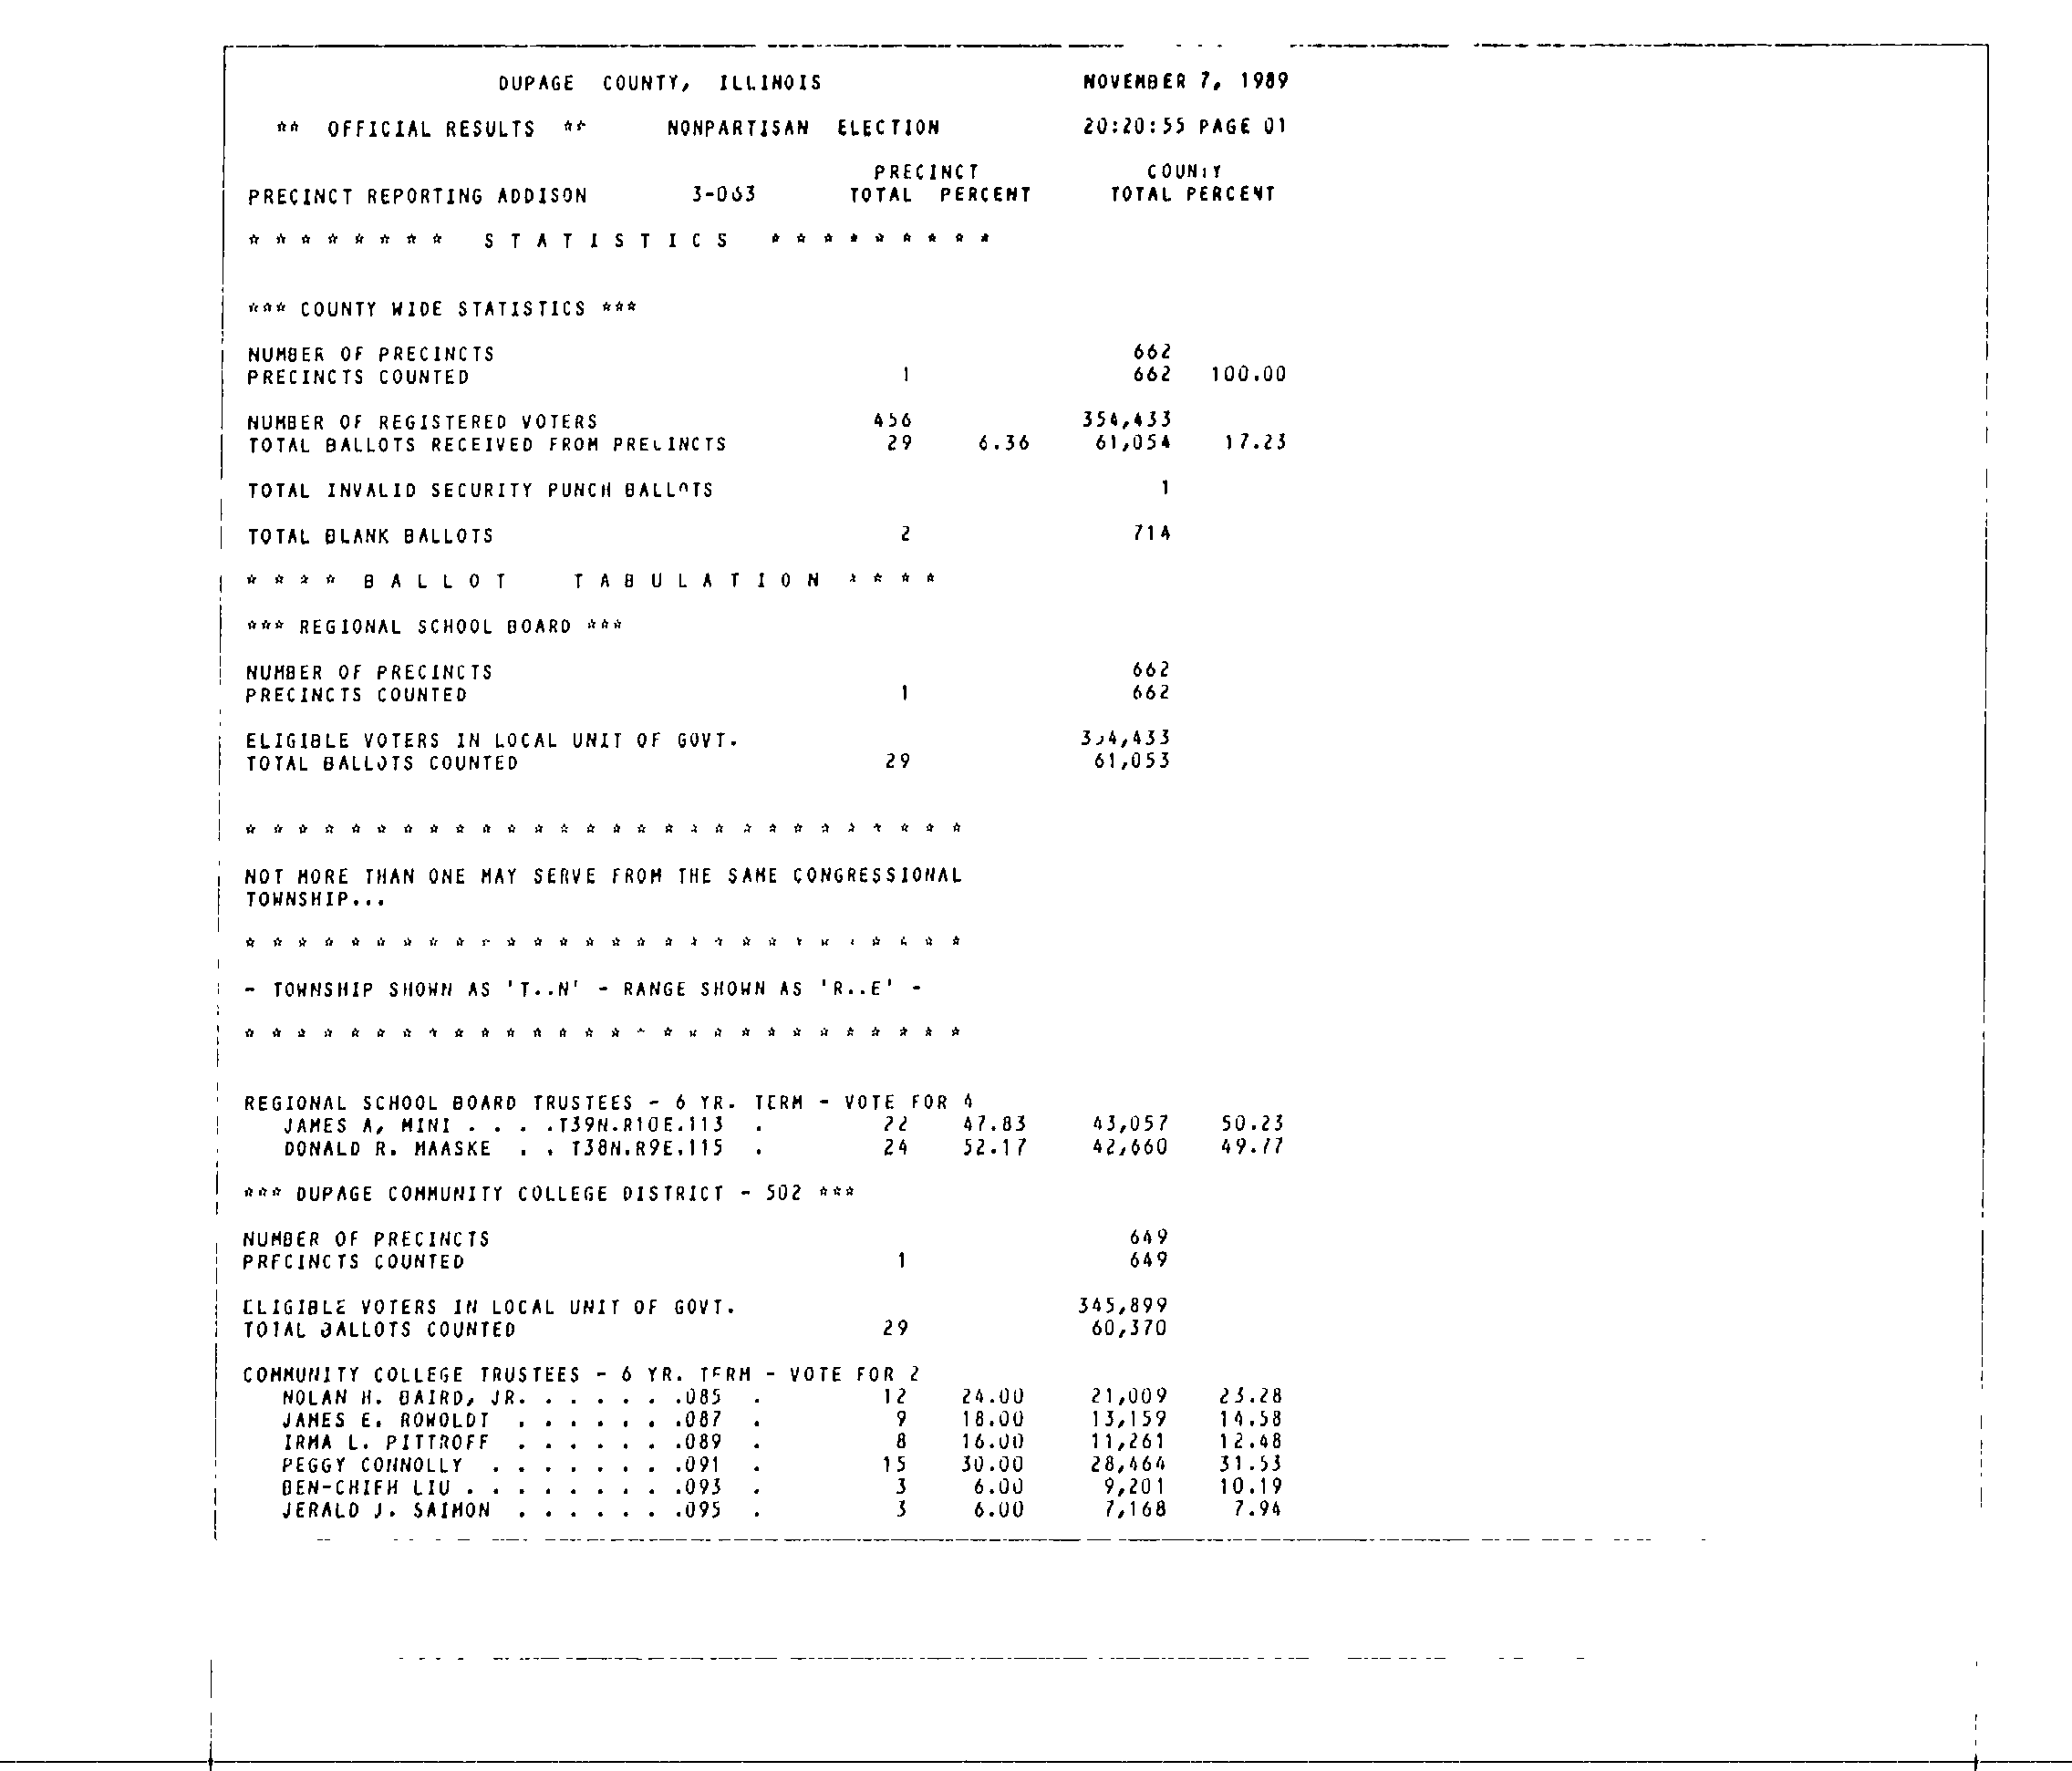 DUPAGE COUNTY, ILLINOIS NOVEMBER 7, 1989
** OFFICIAL RESULTS ** NONPARTISAN ELECTION 20:20:55 PAGE 01
PRECINCT COUNTY
PRECINCT REPORTING ADDISON 3-063 TOTAL PERCENT TOTAL PERCENT
* * * * * * * * S T A T I S T I C S * * * * * * * * *
*** COUNTY WIDE STATISTICS ***
NUMBER OF PRECINCTS 662
PRECINCTS COUNTED 1 662 100.00
NUMBER OF REGISTERED VOTERS 456 354,433
TOTAL BALLOTS RECEIVED FROM PRECINCTS 29 6.36 61,054 17.23
TOTAL INVALID SECURITY PUNCH BALLOTS 1
TOTAL BLANK BALLOTS 2 714
* * * * B A L L O T T A B U L A T I O N * * * *
*** REGIONAL SCHOOL BOARD ***
NUMBER OF PRECINCTS 662
PRECINCTS COUNTED 1 662
ELIGIBLE VOTERS IN LOCAL UNIT OF GOVT. 354,433
TOTAL BALLOTS COUNTED 29 61,053
* * * * * * * * * * * * * * * * * * * * * * * * * * * *
NOT MORE THAN ONE MAY SERVE FROM THE SAME CONGRESSIONAL
TOWNSHIP...
* * * * * * * * * * * * * * * * * * * * * * * * * * * *
- TOWNSHIP SHOWN AS 'T..N' - RANGE SHOWN AS 'R..E' -
* * * * * * * * * * * * * * * * * * * * * * * * * * * *
REGIONAL SCHOOL BOARD TRUSTEES - 6 YR. TERM - VOTE FOR 4
JAMES A, MINI . . . .T39N.R10E.113 . 22 47.83 43,057 50.23
DONALD R. MAASKE . . T38N.R9E.115 . 24 52.17 42,660 49.77
*** DUPAGE COMMUNITY COLLEGE DISTRICT - 502 ***
NUMBER OF PRECINCTS 649
PRECINCTS COUNTED 1 649
ELIGIBLE VOTERS IN LOCAL UNIT OF GOVT. 345,899
TOTAL BALLOTS COUNTED 29 60,370
COMMUNITY COLLEGE TRUSTEES - 6 YR. TERM - VOTE FOR 2
NOLAN H. BAIRD, JR. . . . . . .085 . 12 24.00 21,009 23.28
JAMES E. ROWOLDT . . . . . . .087 . 9 18.00 13,159 14.58
IRMA L. PITTROFF . . . . . . .089 . 8 16.00 11,261 12.48
PEGGY CONNOLLY . . . . . . . .091 . 15 30.00 28,464 31.53
BEN-CHIEH LIU . . . . . . . . .093 . 3 6.00 9,201 10.19
JERALD J. SAIMON . . . . . . .095 . 3 6.00 7,168 7.94